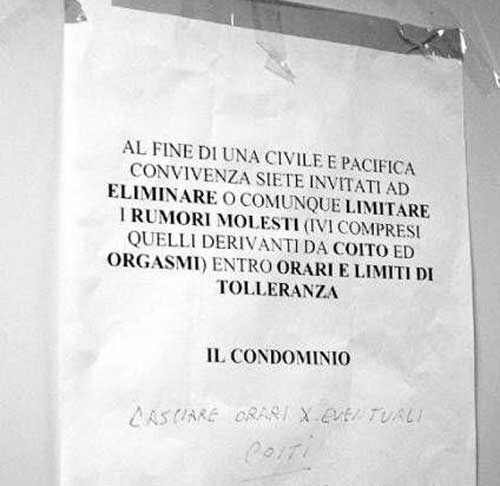 AL FINE DI UNA CIVILE E PACIFICA
CONVIVENZA SIETE INVITATI AD
ELIMINARE O COMUNQUE LIMITARE
I RUMORI MOLESTI (IVI COMPRESI
QUELLI DERIVANTI DA COITO ED
ORGASMI) ENTRO ORARI E LIMITI DI
TOLLERANZA
IL CONDOMINIO
LASCIARE ORARI X EVENTUALI
COITI